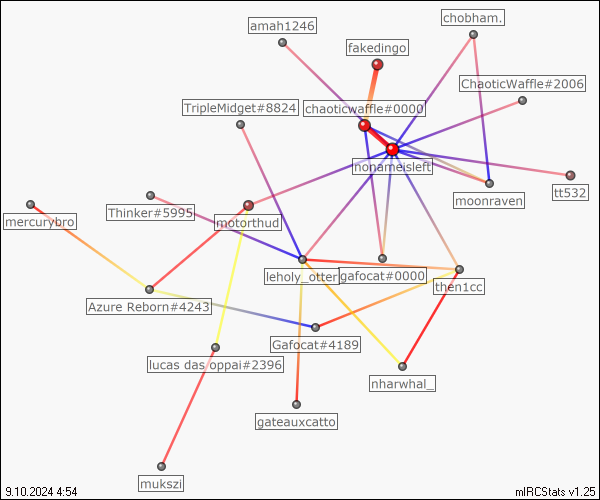 amah1246
chobham.
fakedingo
ChaoticWaffle#2006
TripleMidget#8824
chaoticwaffle#0000
nonameisleft
tt532
moonraven
mercurybro
Thinker#5995
motorthud
leholy_otter
gafocat#0000
then1cc
Azure Reborn#4243
Gafocat#4189
lucas das oppai#2396
nharwhal_
gateauxcatto
mukszi
9.10.2024 4:54
mIRCStats v1.25